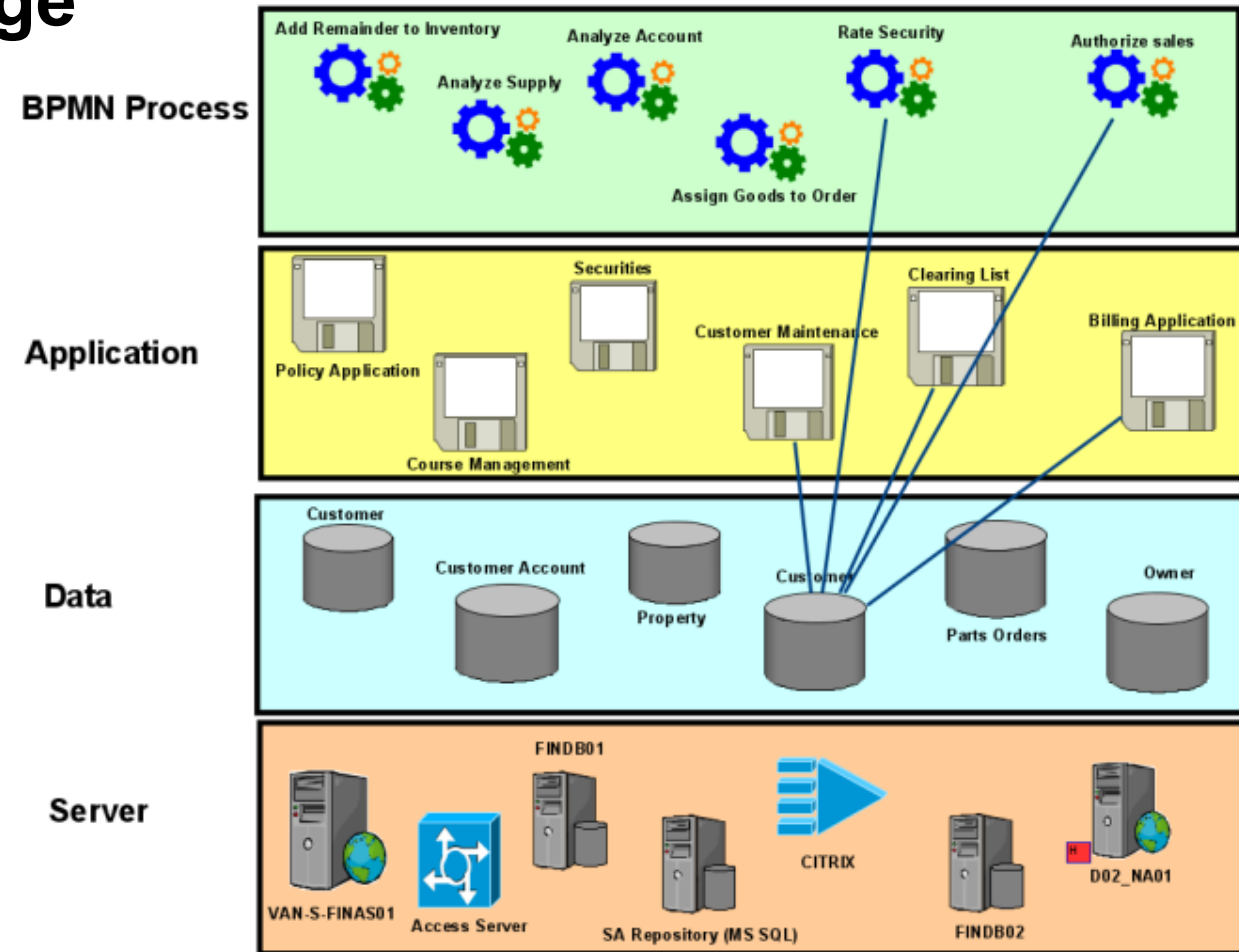 ge
BPMN Process
Add Remainder to Inventory
Analyze Supply
Analyze Account
Assign Goods to Order
Rate Security
Authorize sales
Application
Policy Application
Course Management
Securities
Customer Maintenance
Clearing List
Billing Application
Data
Customer
Customer Account
Property
Customer
Parts Orders
Owner
Server
VAN-S-FINAS01
Access Server
FINDB01
SA Repository (MS SQL)
CITRIX
FINDB02
H
D02_NA01